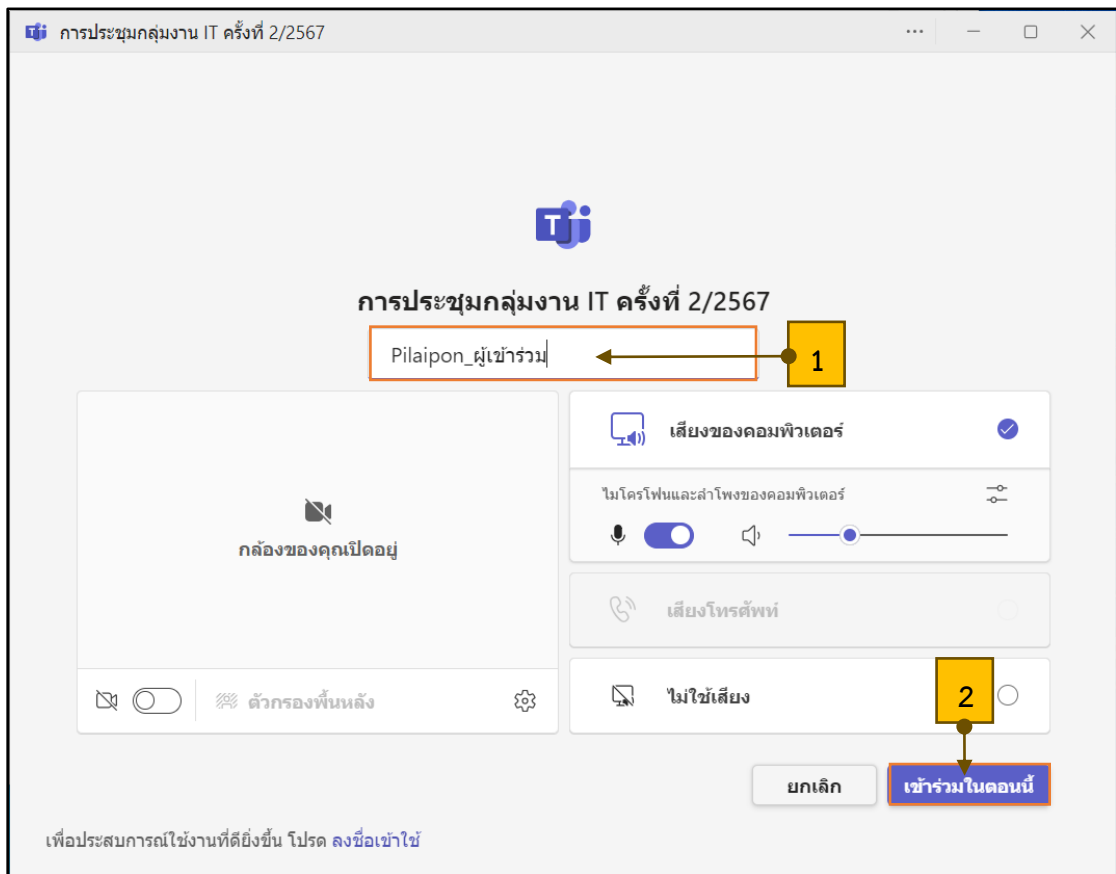 การประชุมกลุ่มงาน IT ครั้งที่ 2/2567
การประชุมกลุ่มงาน IT ครั้งที่ 2/2567
Pilaipon_ผู้เข้าร่วม
1
เสียงของคอมพิวเตอร์
ไมโครโฟนและลำโพงของคอมพิวเตอร์
กล้องของคุณปิดอยู่
เสียงโทรศัพท์
ตัวกรองพื้นหลัง
ไม่ใช้เสียง
2
ยกเลิก
เข้าร่วมในตอนนี้
เพื่อประสบการณ์ใช้งานที่ดียิ่งขึ้น โปรด ลงชื่อเข้าใช้